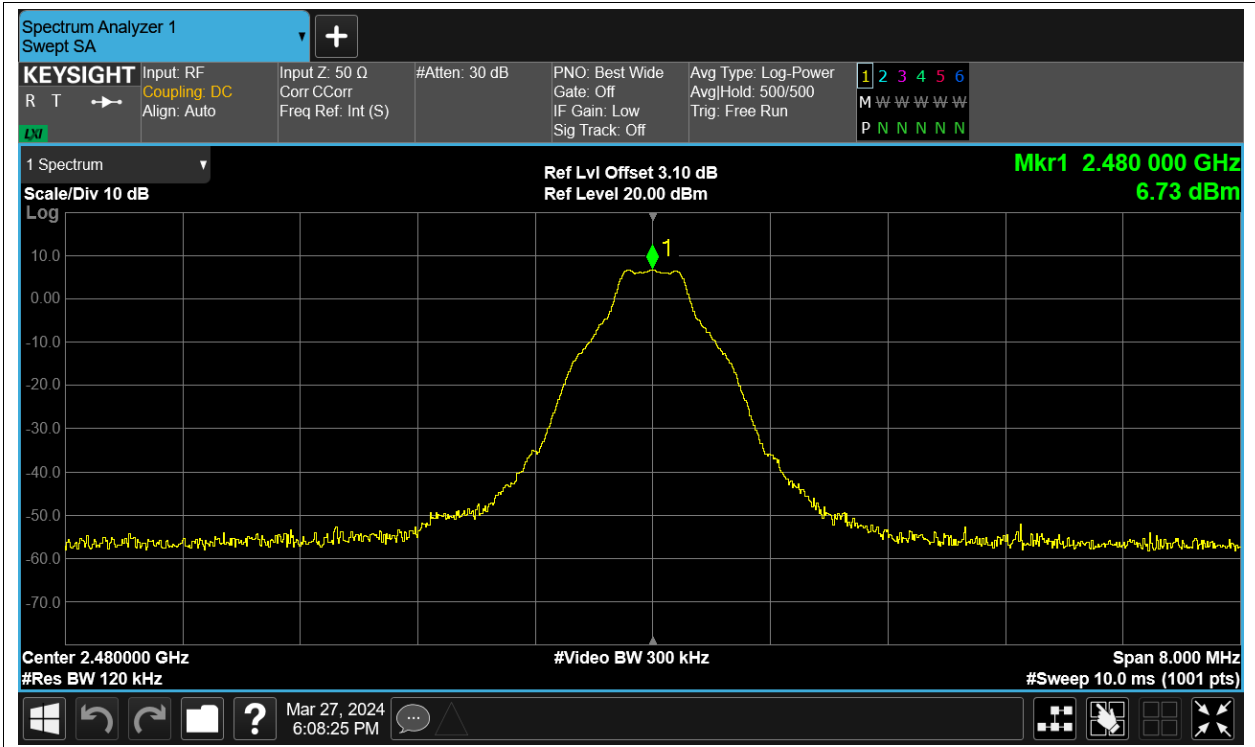 Spectrum Analyzer 1
Swept SA
+
KEYSIGHT
R T
LXI
Input: RF
Coupling: DC
Align: Auto
Input Z: 50 Ω
Corr CCorr
Freq Ref: Int (S)
#Atten: 30 dB
PNO: Best Wide
Gate: Off
IF Gain: Low
Sig Track: Off
Avg Type: Log-Power
Avg|Hold: 500/500
Trig: Free Run
1 2 3 4 5 6
M W W W W W
P N N N N N
1 Spectrum
Scale/Div 10 dB
Ref Lvl Offset 3.10 dB
Ref Level 20.00 dBm
Mkr1 2.480 000 GHz
6.73 dBm
Log
1
10.0
0.00
-10.0
-20.0
-30.0
-40.0
-50.0
-60.0
-70.0
Center 2.480000 GHz
#Video BW 300 kHz
Span 8.000 MHz
#Res BW 120 kHz
#Sweep 10.0 ms (1001 pts)
?
Mar 27, 2024
6:08:25 PM